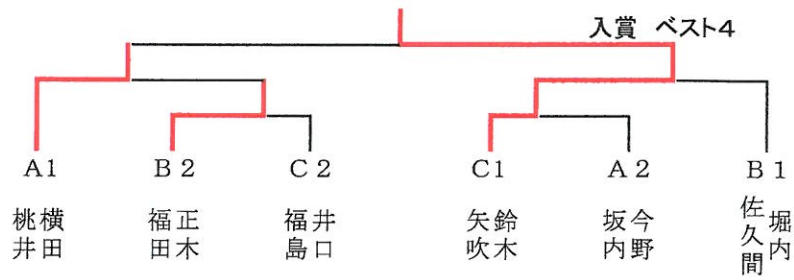 入賞 ベスト4
A1
B2
C2
C1
A2
B1
横田
桃井
正木
福田
井口
福島
鈴木
矢吹
今野
坂内
堀内
佐久間